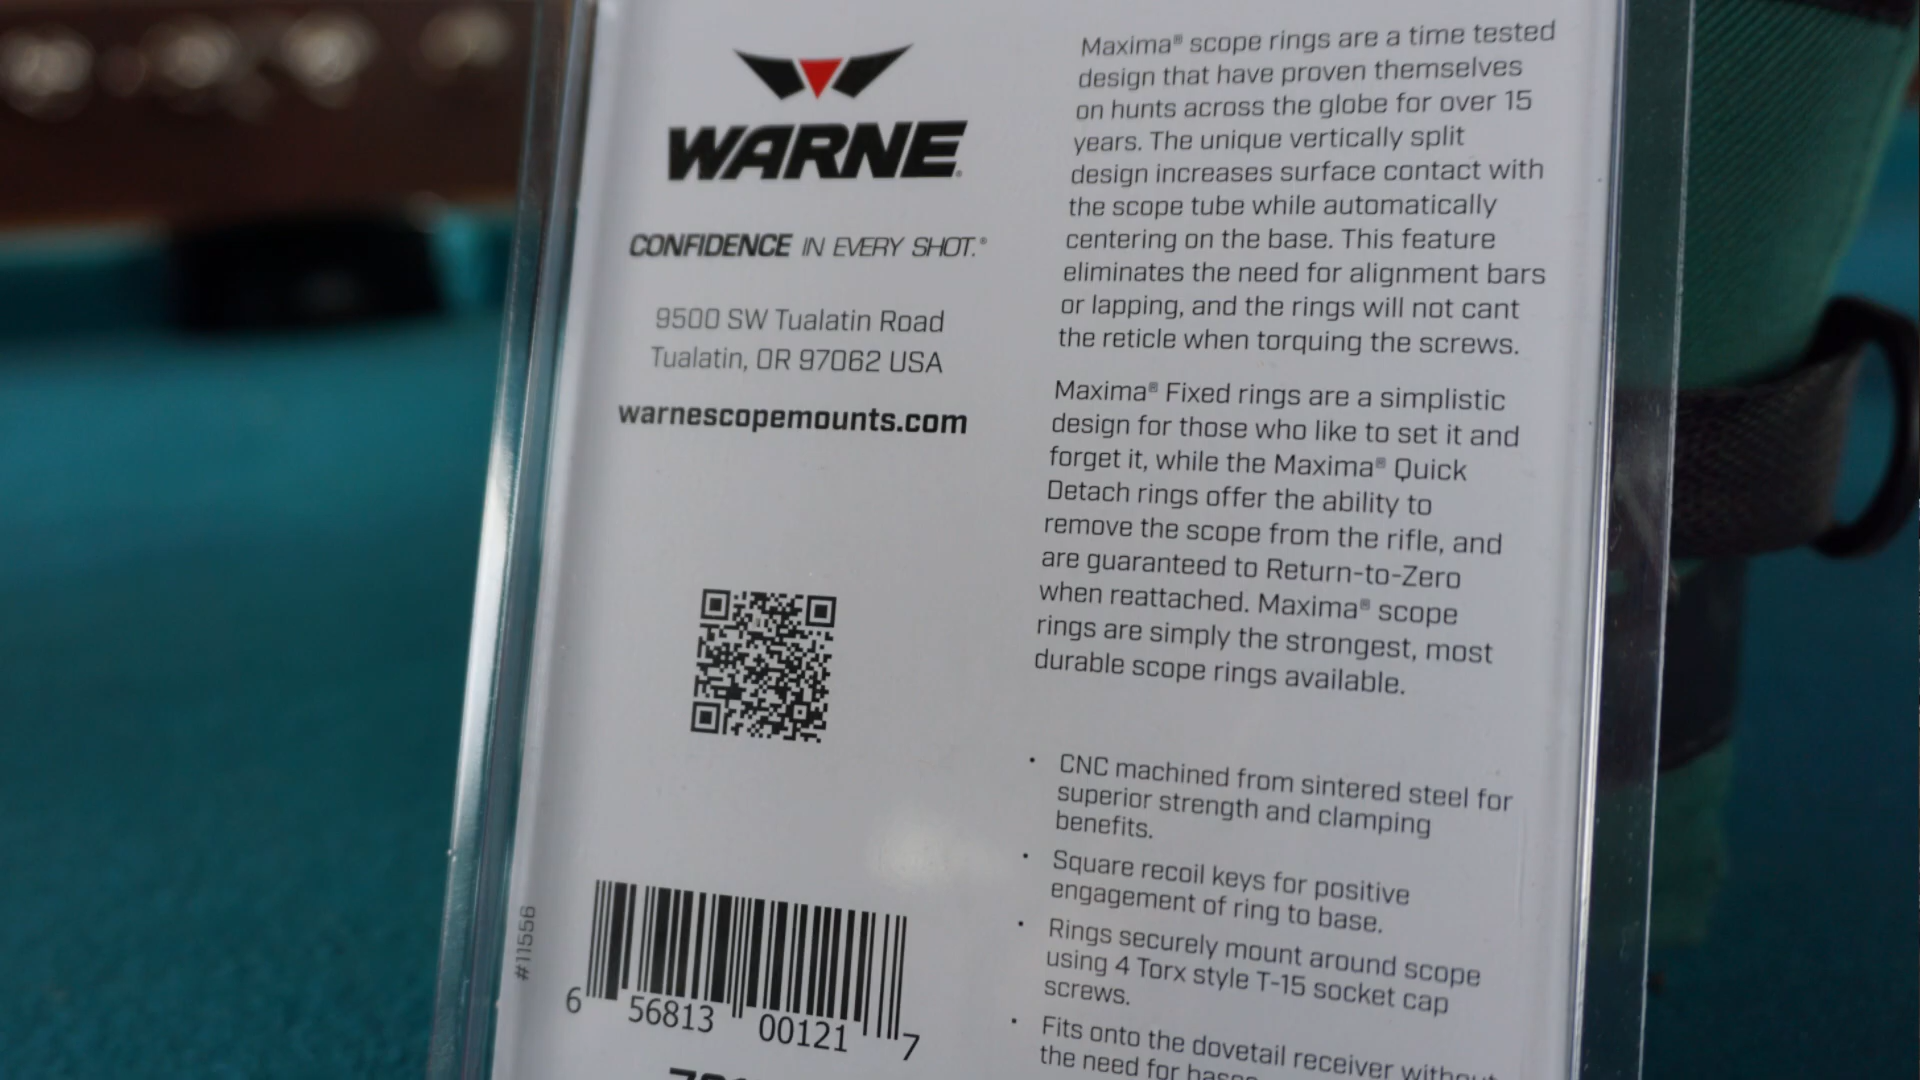 WARNE
CONFIDENCE IN EVERY SHOT.®
9500 SW Tualatin Road
Tualatin, OR 97062 USA
warnescopemounts.com
#11556
6 56813 00121 7
Maxima® scope rings are a time tested
design that have proven themselves
on hunts across the globe for over 15
years. The unique vertically split
design increases surface contact with
the scope tube while automatically
centering on the base. This feature
eliminates the need for alignment bars
or lapping, and the rings will not cant
the reticle when torquing the screws.
Maxima® Fixed rings are a simplistic
design for those who like to set it and
forget it, while the Maxima® Quick
Detach rings offer the ability to
remove the scope from the rifle, and
are guaranteed to Return-to-Zero
when reattached. Maxima® scope
rings are simply the strongest, most
durable scope rings available.
• CNC machined from sintered steel for
superior strength and clamping
benefits.
• Square recoil keys for positive
engagement of ring to base.
• Rings securely mount around scope
using 4 Torx style T-15 socket cap
screws.
• Fits onto the dovetail receiver without
the need for